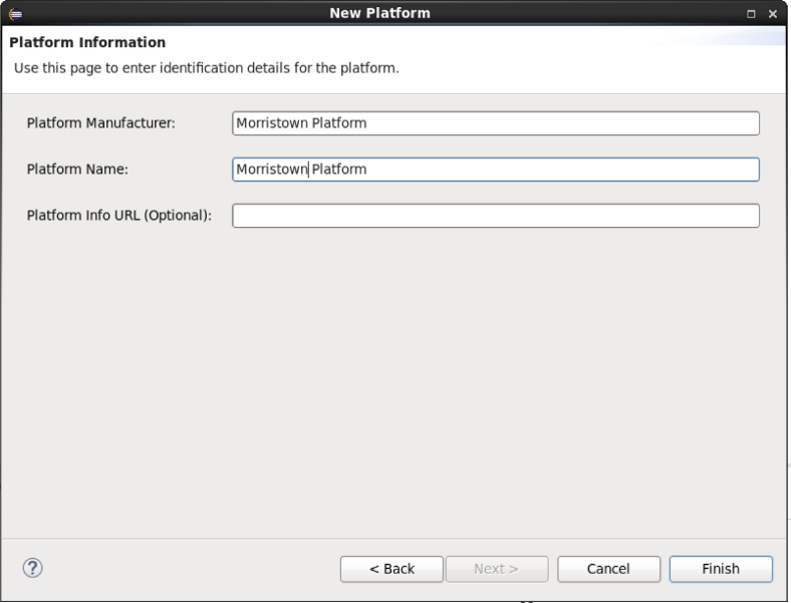 New Platform
Platform Information
Use this page to enter identification details for the platform.
Platform Manufacturer: Morristown Platform
Platform Name: Morristown Platform
Platform Info URL (Optional):
? < Back Next > Cancel Finish